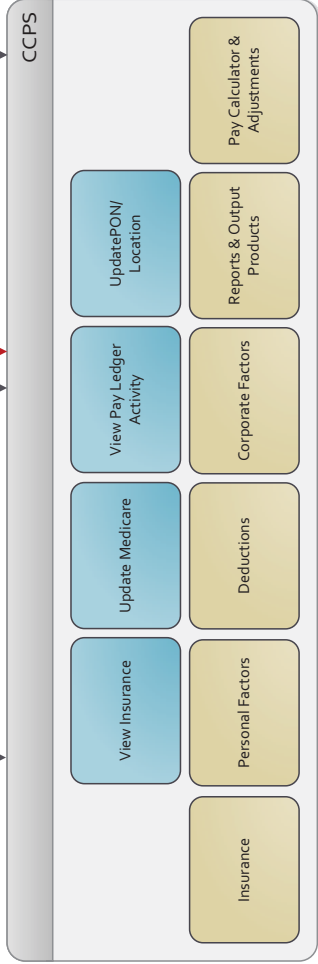 CCPS
View Insurance
Update Medicare
View Pay Ledger
Activity
UpdatePON/
Location
Insurance
Personal Factors
Deductions
Corporate Factors
Reports & Output
Products
Pay Calculator &
Adjustments